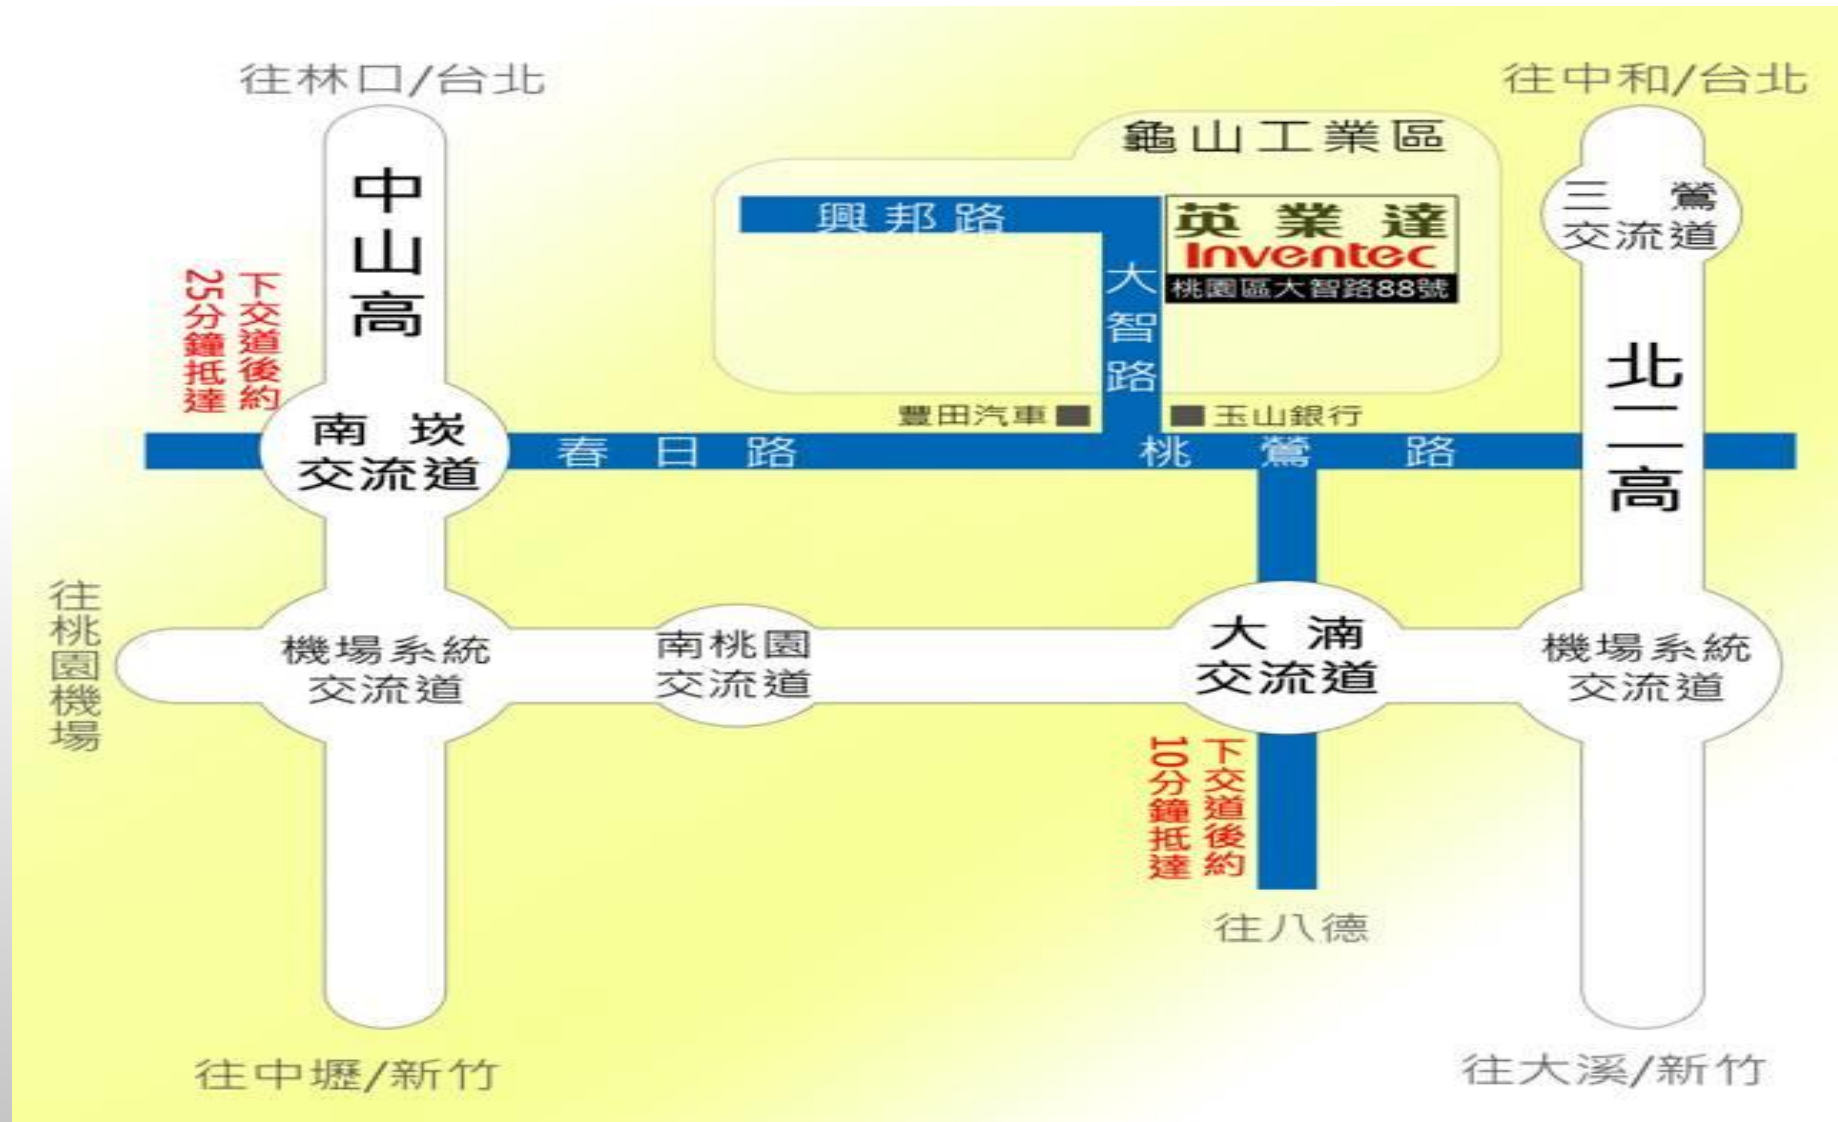 往林口/台北
往中和/台北
龜山工業區
中山高
興邦路
英業達
Inventec
桃園區大智路88號
三鶯
交流道
大智路
下交道後約
25分鐘抵達
北二高
豐田汽車
玉山銀行
南崁
交流道
春日路
桃鶯路
往桃園機場
機場系統
交流道
南桃園
交流道
大湳
交流道
機場系統
交流道
下交道後約
10分鐘抵達
往八德
往中壢/新竹
往大溪/新竹